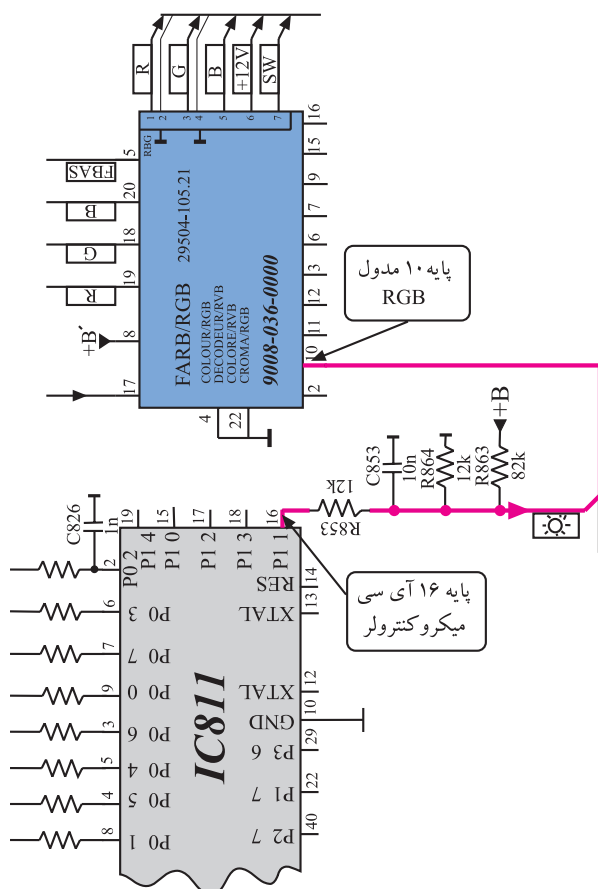 R
G
B
+12V
SW
1
2
3
4
5
6
7
RBG
16
15
9
7
6
3
12
11
10
2
5
20
18
19
8
17
FBAS
B
G
R
+B'
FARB/RGB 29504-105.21
COLOUR/RGB
DECODEUR/RVB
COLORE/RVB
CROMA/RGB
9008-036-0000
4
22
پایه ۱۰ مدول
RGB
C853
10n
R864
12k
R863
82k
+B
12k
R853
C826
1n
19
15
17
18
16
P0 2
P1 4
P1 0
P1 2
P1 3
P1 1
RES
14
XTAL
13
XTAL
12
GND
10
P3 6
29
P1 7
22
P2 7
40
2
6
7
9
3
5
4
8
P0 3
P0 7
P0 0
P0 6
P0 4
P0 5
P0 1
IC811
پایه ۱۶ آی سی
میکروکنترولر